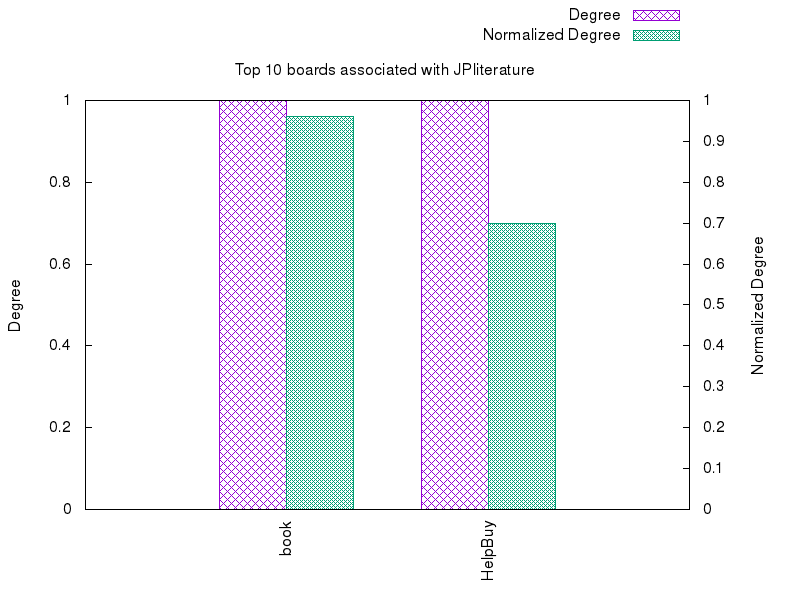 Degree
Normalized Degree
Top 10 boards associated with JPliterature
1
0.8
0.6
0.4
0.2
0
1
0.9
0.8
0.7
0.6
0.5
0.4
0.3
0.2
0.1
0
Degree
Normalized Degree
book
HelpBuy